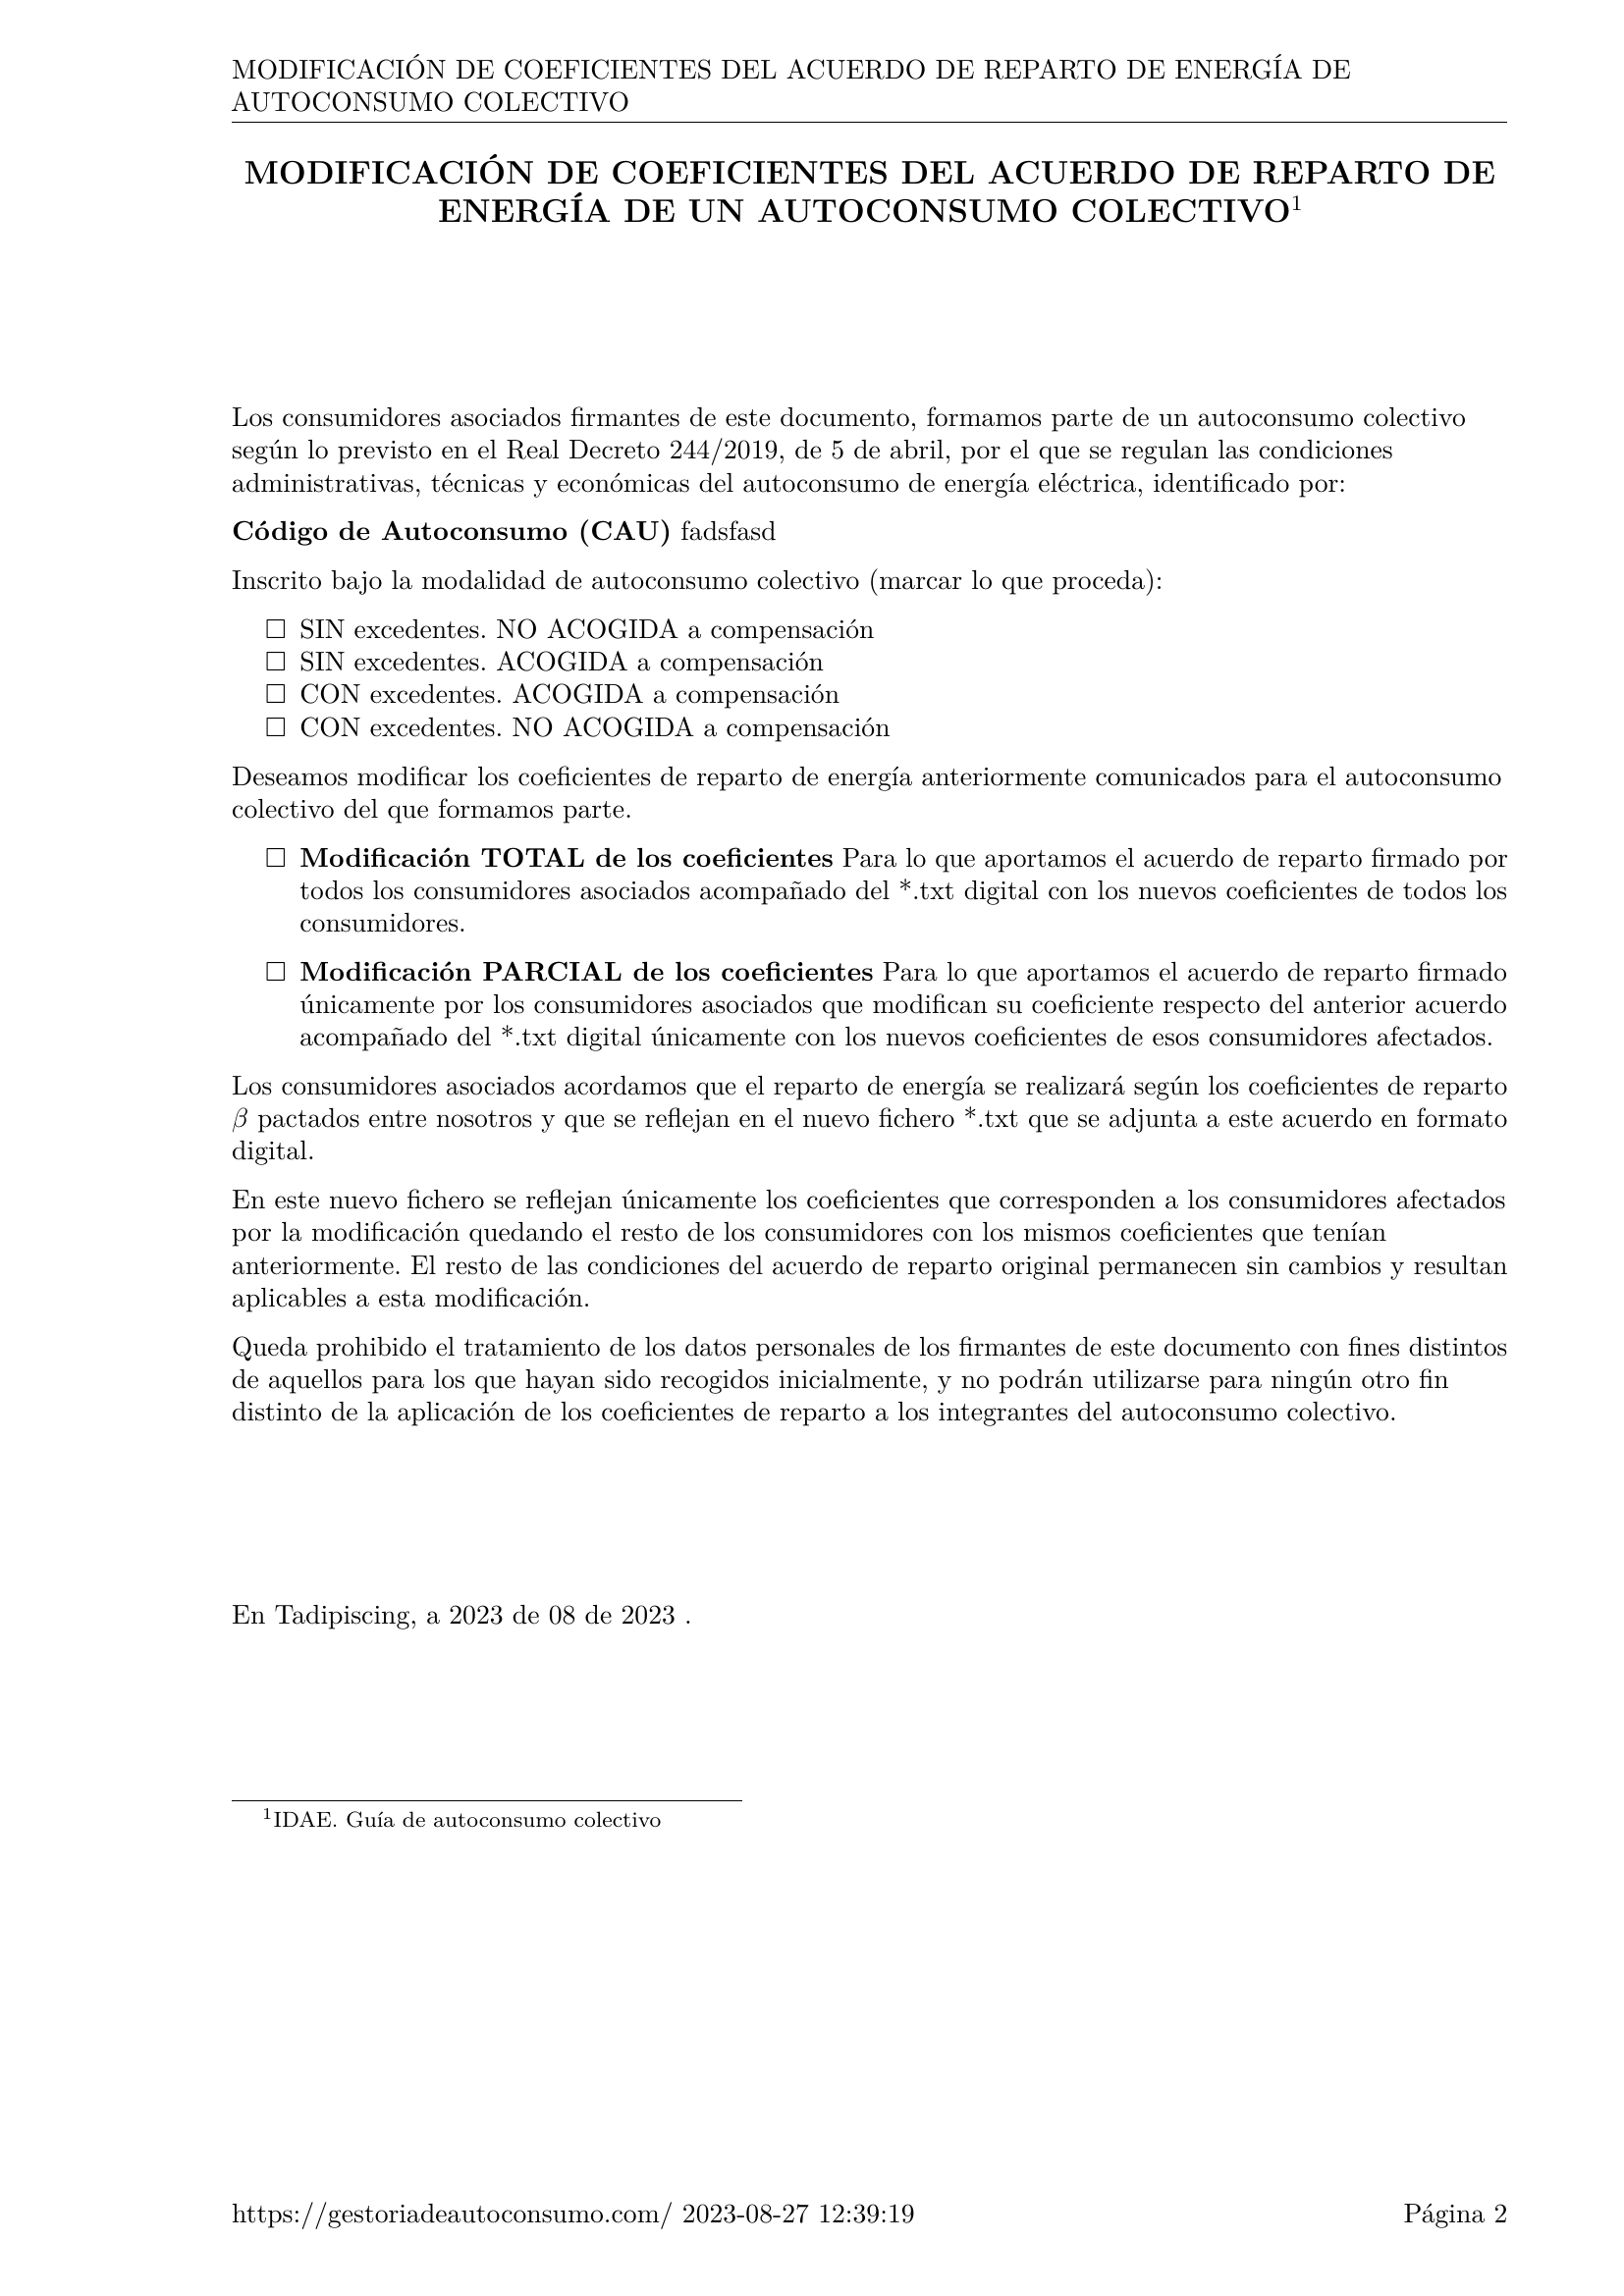 MODIFICACIÓN DE COEFICIENTES DEL ACUERDO DE REPARTO DE ENERGÍA DE
AUTOCONSUMO COLECTIVO
MODIFICACIÓN DE COEFICIENTES DEL ACUERDO DE REPARTO DE
ENERGÍA DE UN AUTOCONSUMO COLECTIVO¹
Los consumidores asociados firmantes de este documento, formamos parte de un autoconsumo colectivo
según lo previsto en el Real Decreto 244/2019, de 5 de abril, por el que se regulan las condiciones
administrativas, técnicas y económicas del autoconsumo de energía eléctrica, identificado por:
Código de Autoconsumo (CAU) fadsfasd
Inscrito bajo la modalidad de autoconsumo colectivo (marcar lo que proceda):
☐ SIN excedentes. NO ACOGIDA a compensación
☐ SIN excedentes. ACOGIDA a compensación
☐ CON excedentes. ACOGIDA a compensación
☐ CON excedentes. NO ACOGIDA a compensación
Deseamos modificar los coeficientes de reparto de energía anteriormente comunicados para el autoconsumo
colectivo del que formamos parte.
☐ Modificación TOTAL de los coeficientes Para lo que aportamos el acuerdo de reparto firmado por
todos los consumidores asociados acompañado del *.txt digital con los nuevos coeficientes de todos los
consumidores.
☐ Modificación PARCIAL de los coeficientes Para lo que aportamos el acuerdo de reparto firmado
únicamente por los consumidores asociados que modifican su coeficiente respecto del anterior acuerdo
acompañado del *.txt digital únicamente con los nuevos coeficientes de esos consumidores afectados.
Los consumidores asociados acordamos que el reparto de energía se realizará según los coeficientes de reparto
β pactados entre nosotros y que se reflejan en el nuevo fichero *.txt que se adjunta a este acuerdo en formato
digital.
En este nuevo fichero se reflejan únicamente los coeficientes que corresponden a los consumidores afectados
por la modificación quedando el resto de los consumidores con los mismos coeficientes que tenían
anteriormente. El resto de las condiciones del acuerdo de reparto original permanecen sin cambios y resultan
aplicables a esta modificación.
Queda prohibido el tratamiento de los datos personales de los firmantes de este documento con fines distintos
de aquellos para los que hayan sido recogidos inicialmente, y no podrán utilizarse para ningún otro fin
distinto de la aplicación de los coeficientes de reparto a los integrantes del autoconsumo colectivo.
En Tadipiscing, a 2023 de 08 de 2023 .
¹IDAE. Guía de autoconsumo colectivo
https://gestoriadeautoconsumo.com/ 2023-08-27 12:39:19 Página 2